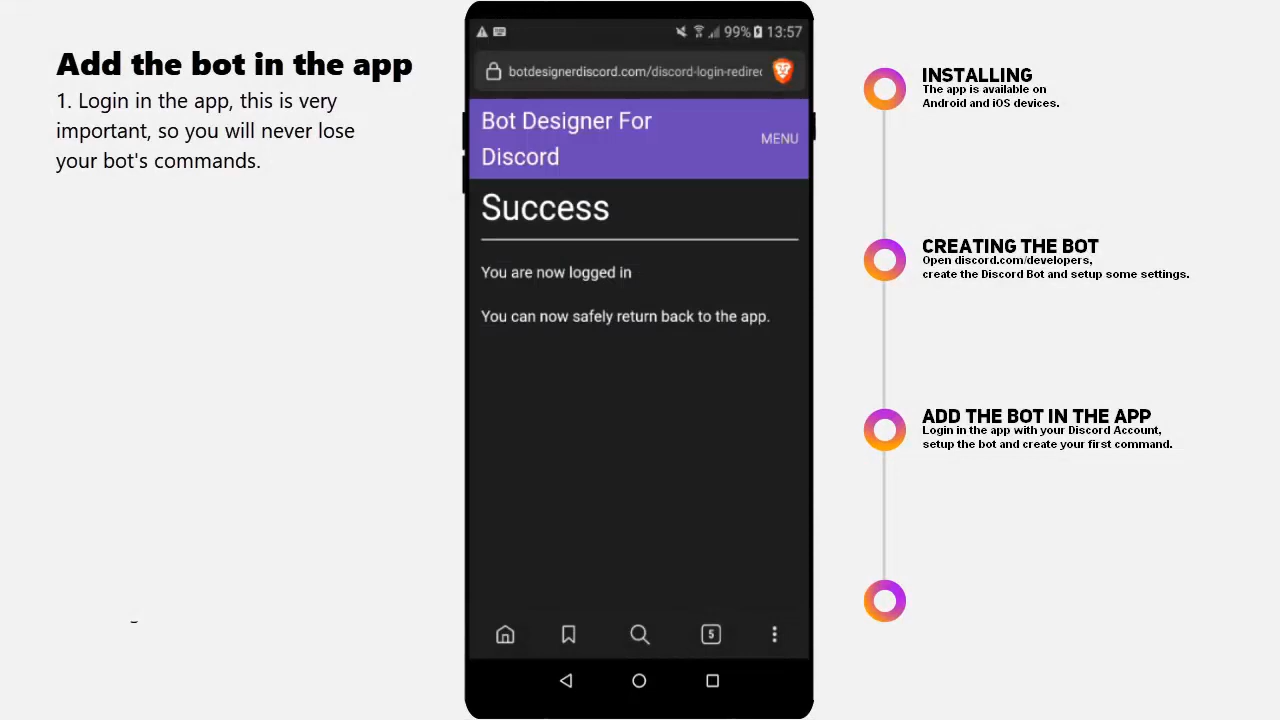 Add the bot in the app
1. Login in the app, this is very
important, so you will never lose
your bot's commands.
99% 13:57
botdesignerdiscord.com/discord-login-redirec
Bot Designer For
Discord
MENU
Success
You are now logged in
You can now safely return back to the app.
5
INSTALLING
The app is available on
Android and iOS devices.
CREATING THE BOT
Open discord.com/developers,
create the Discord Bot and setup some settings.
ADD THE BOT IN THE APP
Login in the app with your Discord Account,
setup the bot and create your first command.